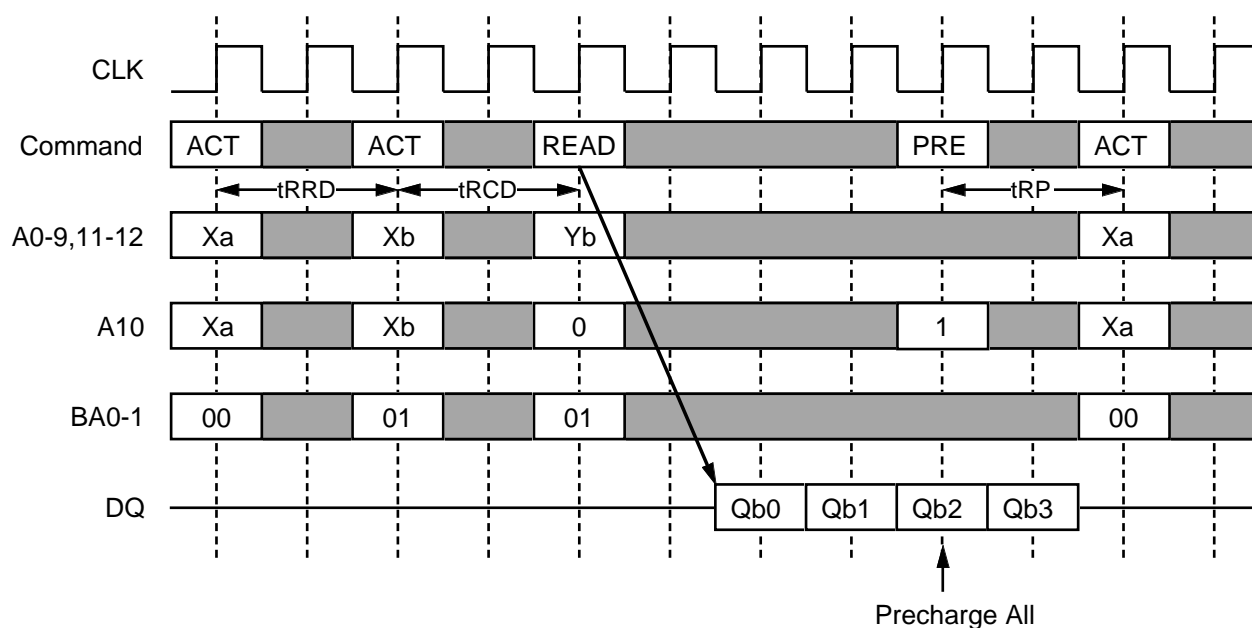 CLK
Command ACT ACT READ PRE ACT
tRRD tRCD tRP
A0-9,11-12 Xa Xb Yb Xa
A10 Xa Xb 0 1 Xa
BA0-1 00 01 01 00
DQ Qb0 Qb1 Qb2 Qb3
Precharge All